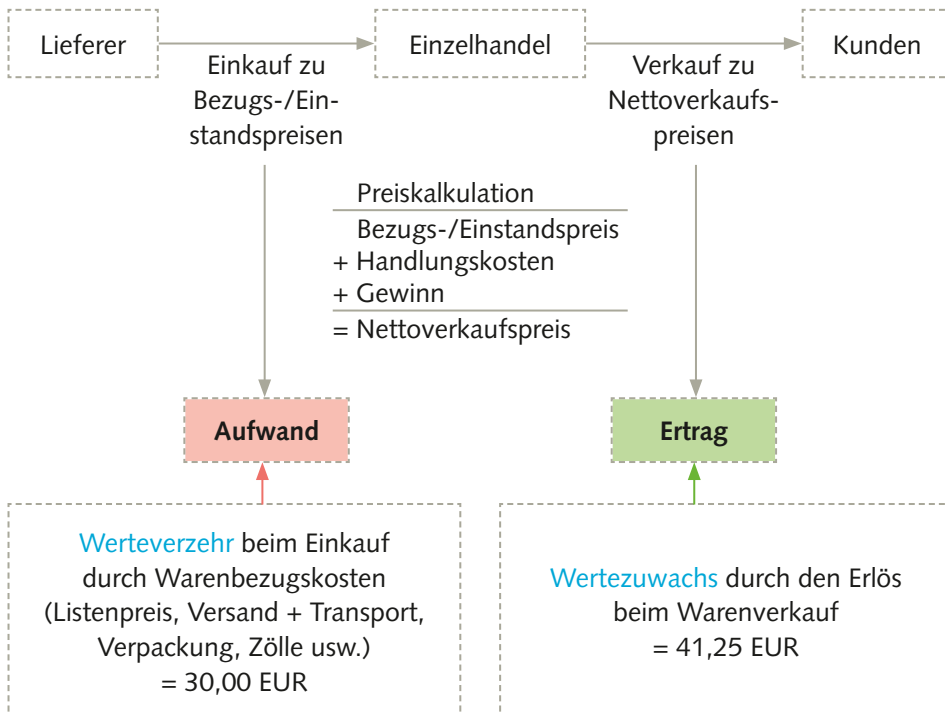 Lieferer
Einzelhandel
Kunden
Einkauf zu
Bezugs-/Ein-
standspreisen
Verkauf zu
Nettoverkaufs-
preisen
Preiskalkulation
Bezugs-/Einstandspreis
+ Handlungskosten
+ Gewinn
= Nettoverkaufspreis
Aufwand
Ertrag
Werteverzehr beim Einkauf
durch Warenbezugskosten
(Listenpreis, Versand + Transport,
Verpackung, Zölle usw.)
= 30,00 EUR
Wertezuwachs durch den Erlös
beim Warenverkauf
= 41,25 EUR